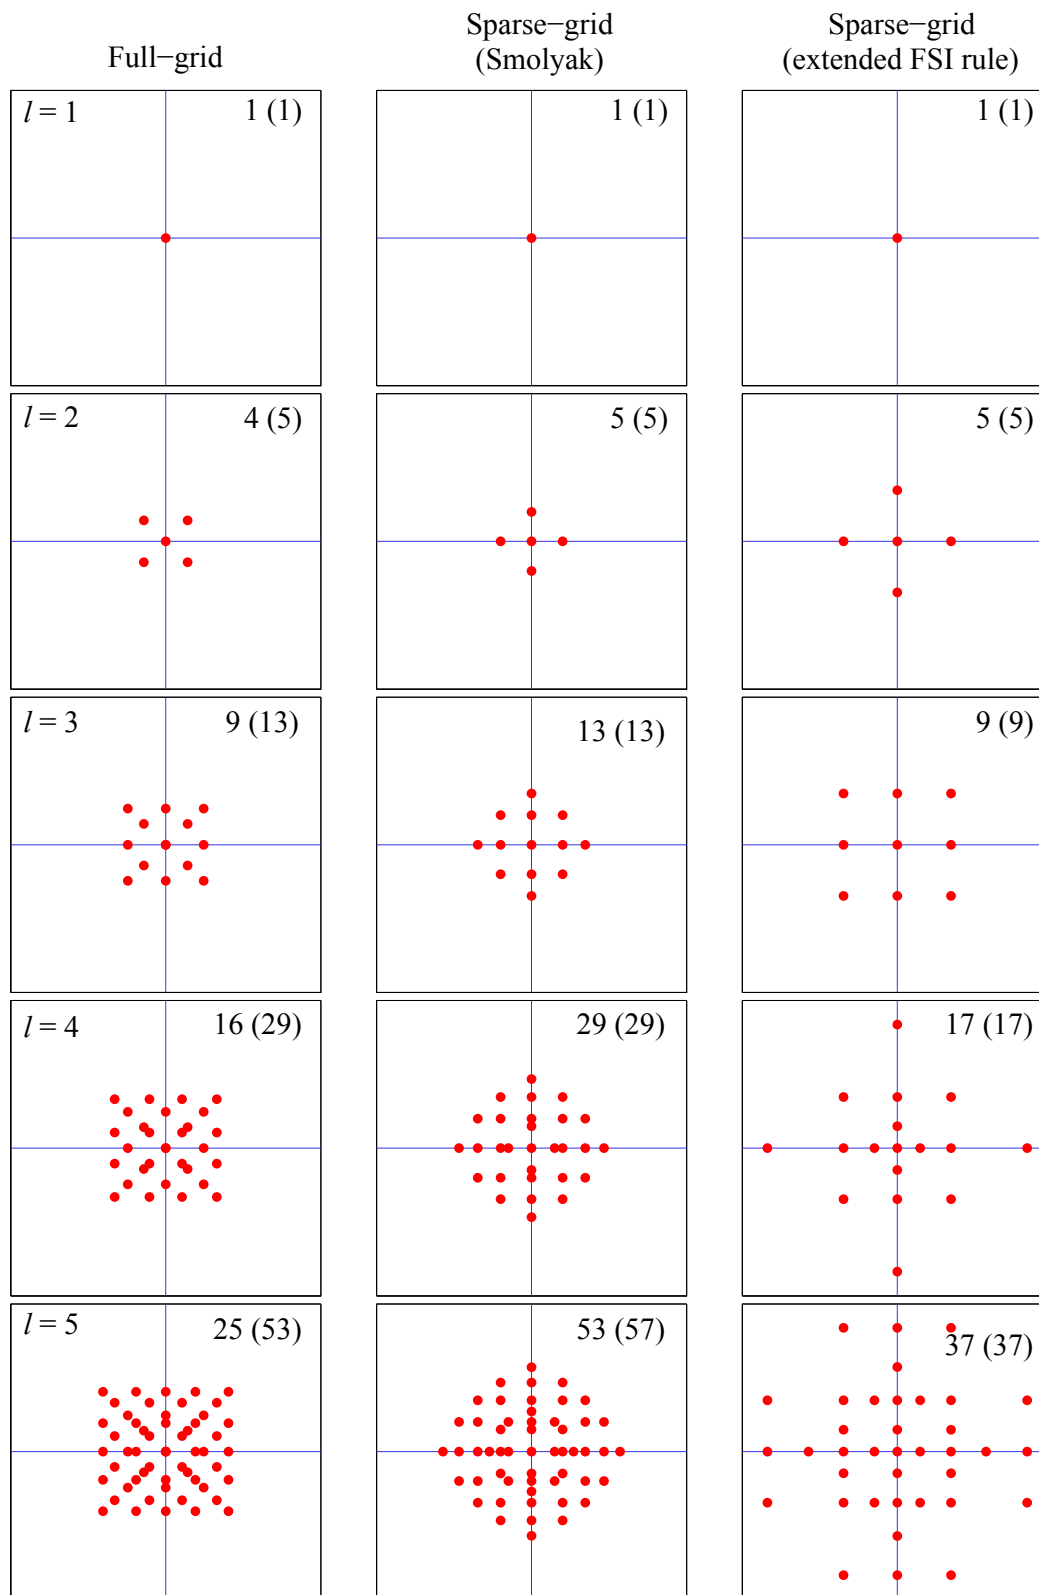 Full−grid
Sparse−grid
(Smolyak)
Sparse−grid
(extended FSI rule)
l = 1
1 (1)
1 (1)
1 (1)
l = 2
4 (5)
5 (5)
5 (5)
l = 3
9 (13)
13 (13)
9 (9)
l = 4
16 (29)
29 (29)
17 (17)
l = 5
25 (53)
53 (57)
37 (37)